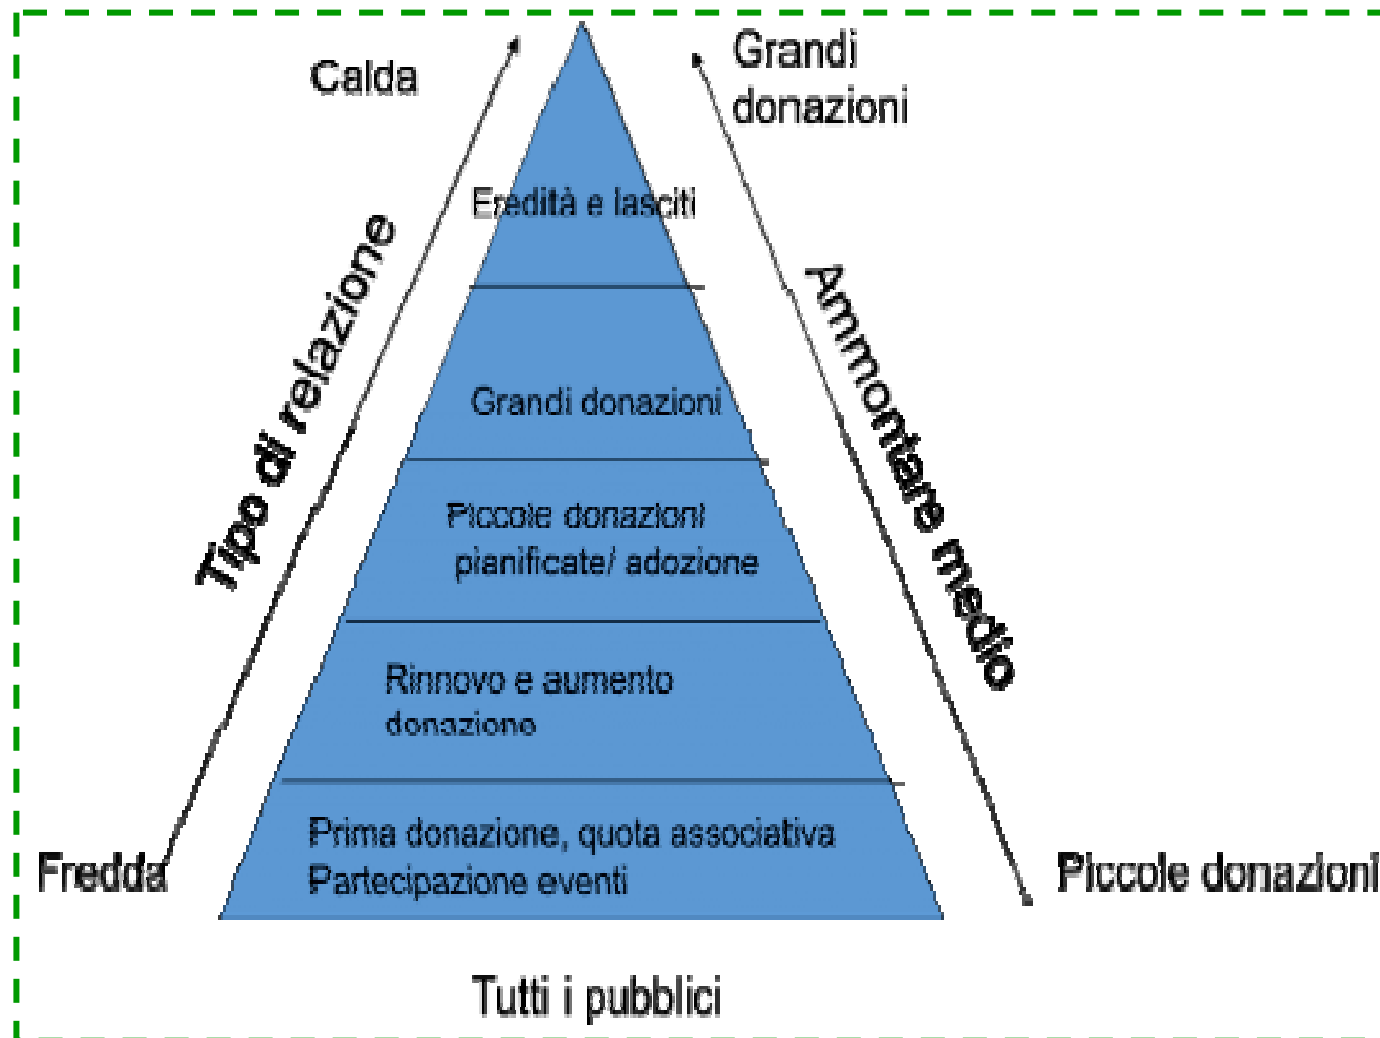 Calda
Grandi
donazioni
Eredità e lasciti
Tipo di relazione
Ammontare medio
Grandi donazioni
Piccole donazioni
pianificate/ adozione
Rinnovo e aumento
donazione
Prima donazione, quota associativa
Partecipazione eventi
Fredda
Piccole donazioni
Tutti i pubblici